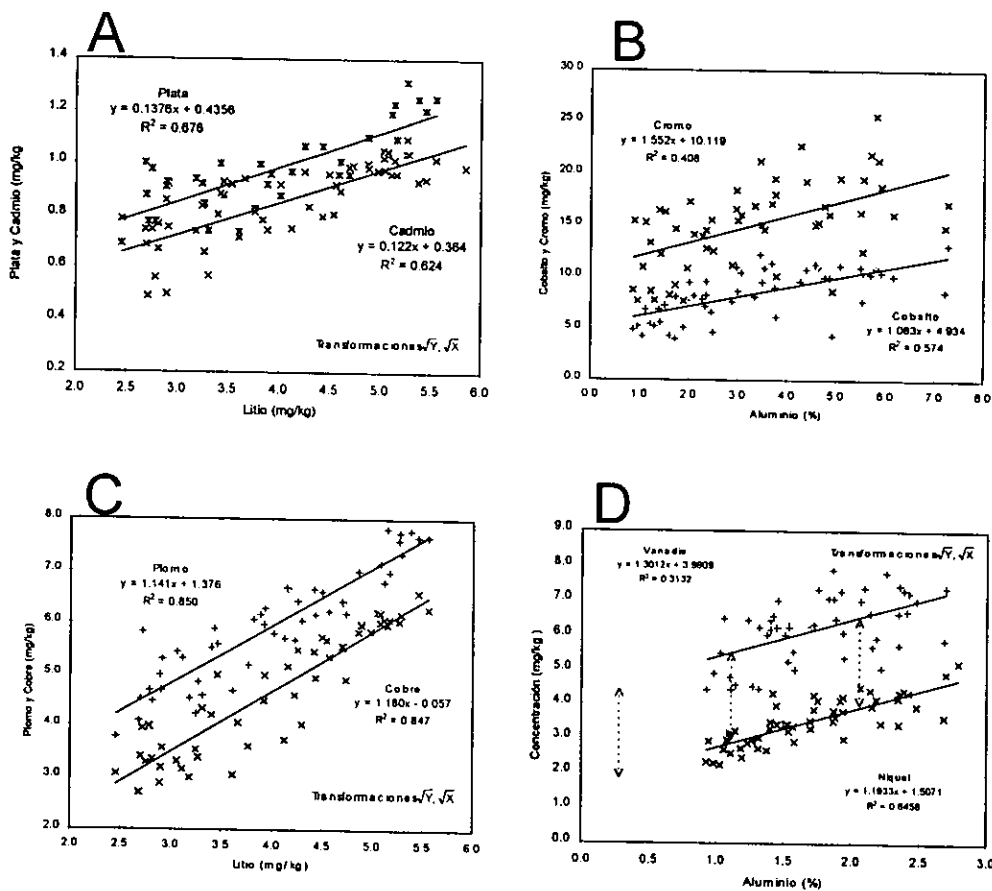 A
Plata y Cadmio (mg/kg)
1.4
1.2
1.0
0.8
0.6
0.4
0.2
Plata
y = 0.1376x + 0.4356
R² = 0.676
Cadmio
y = 0.122x + 0.364
R² = 0.624
Transformaciones √Y, √X
2.0 2.5 3.0 3.5 4.0 4.5 5.0 5.5 6.0
Litio (mg/kg)
B
Cobalto y Cromo (mg/kg)
30.0
25.0
20.0
15.0
10.0
5.0
0.0
Cromo
y = 1.552x + 10.119
R² = 0.408
Cobalto
y = 1.083x + 4.934
R² = 0.574
0.0 1.0 2.0 3.0 4.0 5.0 6.0 7.0 8.0
Aluminio (%)
C
Plomo y Cobre (mg/kg)
8.0
7.0
6.0
5.0
4.0
3.0
2.0
Plomo
y = 1.141x + 1.376
R² = 0.850
Cobre
y = 1.180x - 0.057
R² = 0.847
Transformaciones √Y, √X
2.0 2.5 3.0 3.5 4.0 4.5 5.0 5.5 6.0
Litio (mg/kg)
D
Concentración (mg/kg)
9.0
8.0
7.0
6.0
5.0
4.0
3.0
2.0
1.0
0.0
Vanadio
y = 1.3012x + 3.9809
R² = 0.3132
Transformaciones √Y, √X
Niquel
y = 1.1933x + 1.5071
R² = 0.6458
0.0 0.5 1.0 1.5 2.0 2.5 3.0
Aluminio (%)